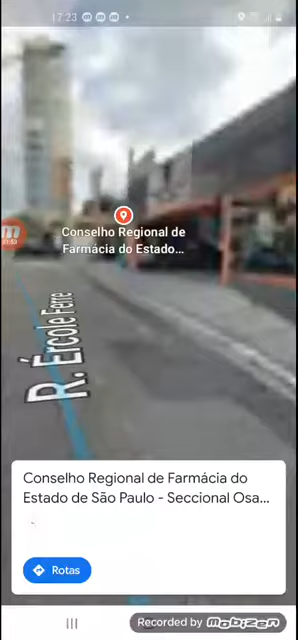 17:23
Conselho Regional de
Farmácia do Estado...
R. Ércole Ferre
Conselho Regional de Farmácia do
Estado de São Paulo - Seccional Osa...
Rotas
Recorded by Mobizen